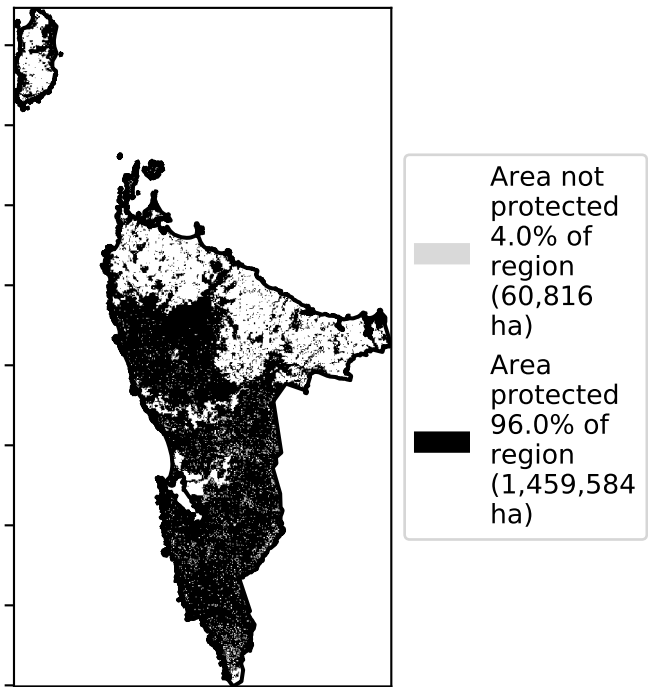 Area not
protected
4.0% of
region
(60,816
ha)
Area
protected
96.0% of
region
(1,459,584
ha)